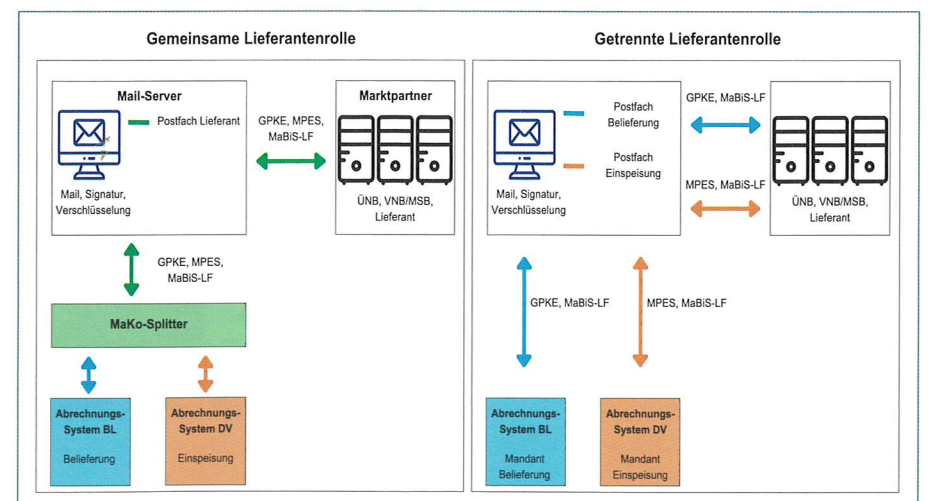 Gemeinsame Lieferantenrolle
Mail-Server
Postfach Lieferant
Mail, Signatur,
Verschlüsselung
GPKE, MPES,
MaBiS-LF
Marktpartner
ÜNB, VNB/MSB,
Lieferant
GPKE, MPES,
MaBiS-LF
MaKo-Splitter
Abrechnungs-
System BL
Belieferung
Abrechnungs-
System DV
Einspeisung
Getrennte Lieferantenrolle
Postfach
Belieferung
Postfach
Einspeisung
Mail, Signatur,
Verschlüsselung
GPKE, MaBiS-LF
MPES, MaBiS-LF
ÜNB, VNB/MSB,
Lieferant
GPKE, MaBiS-LF
MPES, MaBiS-LF
Abrechnungs-
System BL
Mandant
Belieferung
Abrechnungs-
System DV
Mandant
Einspeisung